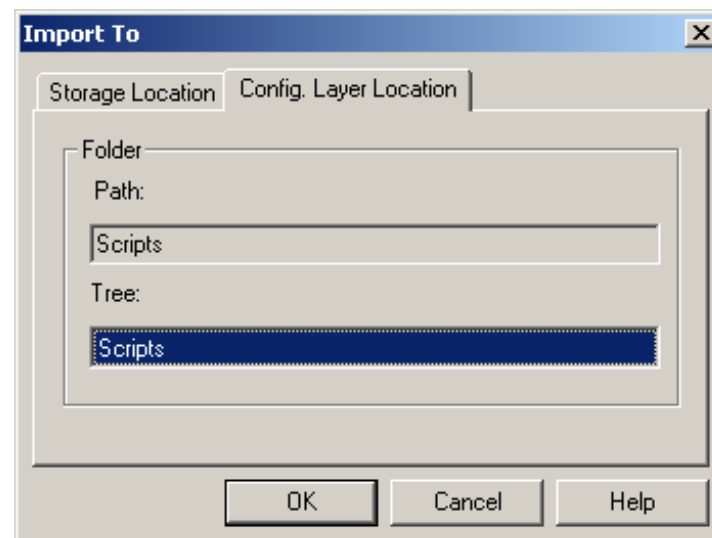 Import To
Storage Location Config. Layer Location
Folder
Path:
Scripts
Tree:
Scripts
OK Cancel Help